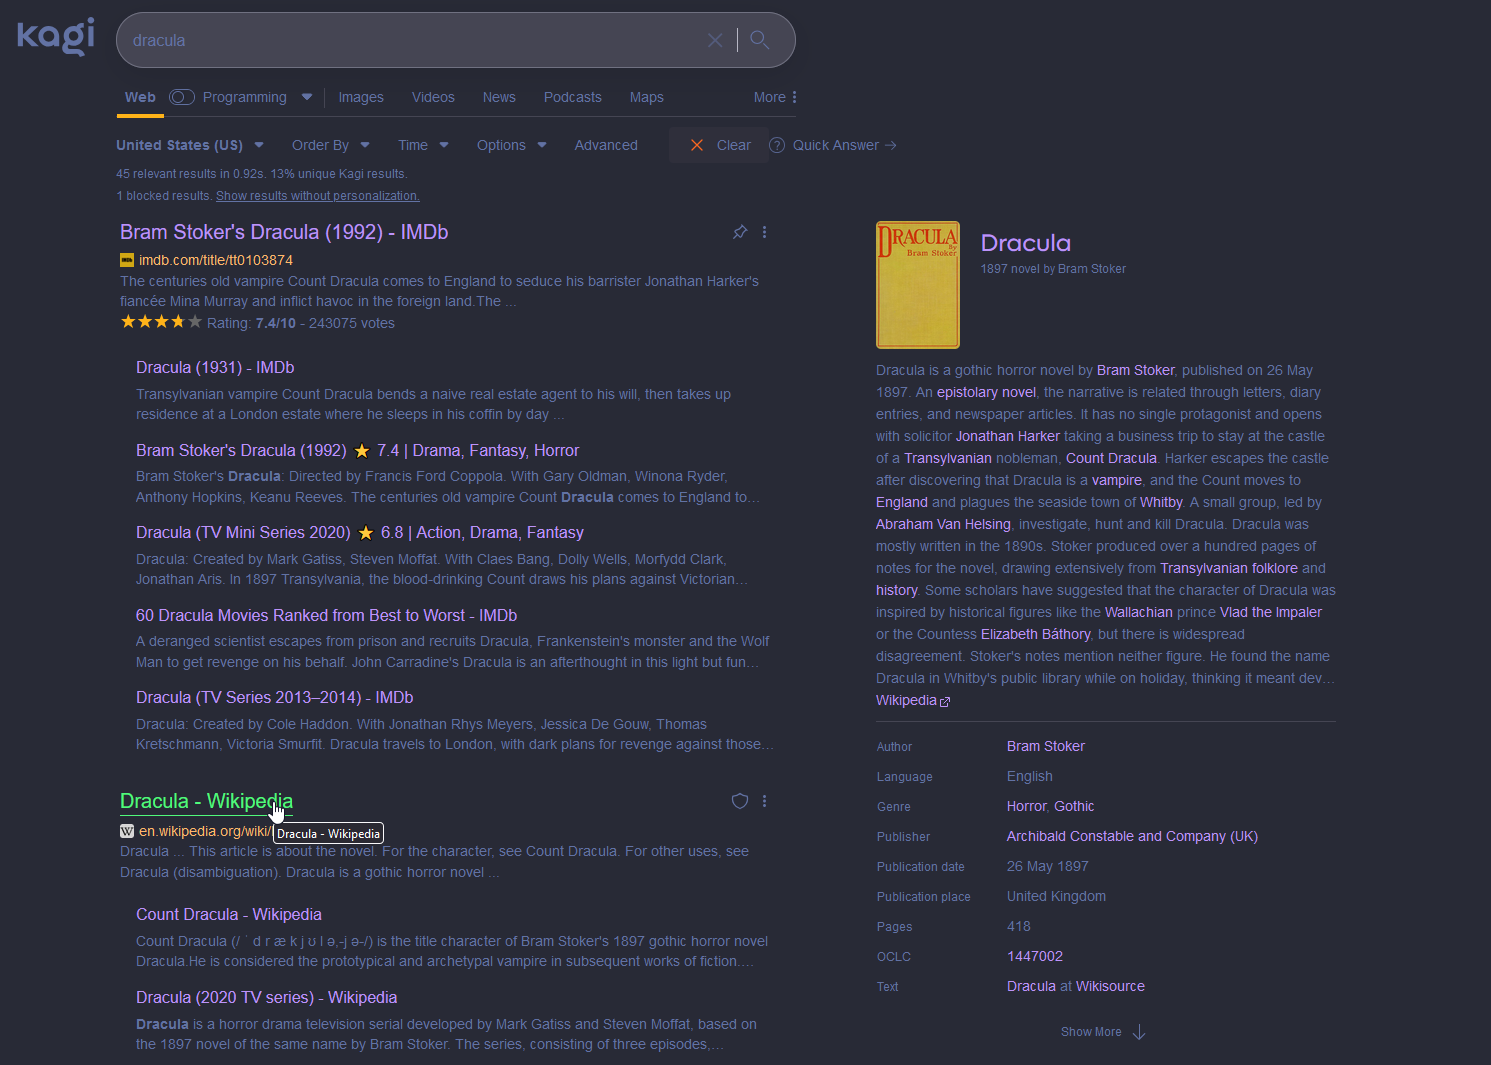 kagi
dracula
Web Programming Images Videos News Podcasts Maps More
United States (US) Order By Time Options Advanced Clear Quick Answer →
45 relevant results in 0.92s. 13% unique Kagi results.
1 blocked results. Show results without personalization.
Bram Stoker's Dracula (1992) - IMDb
imdb.com/title/tt0103874
The centuries old vampire Count Dracula comes to England to seduce his barrister Jonathan Harker's
fiancée Mina Murray and inflict havoc in the foreign land.The ...
Rating: 7.4/10 - 243075 votes
Dracula (1931) - IMDb
Transylvanian vampire Count Dracula bends a naive real estate agent to his will, then takes up
residence at a London estate where he sleeps in his coffin by day ...
Bram Stoker's Dracula (1992) ⭐ 7.4 | Drama, Fantasy, Horror
Bram Stoker's Dracula: Directed by Francis Ford Coppola. With Gary Oldman, Winona Ryder,
Anthony Hopkins, Keanu Reeves. The centuries old vampire Count Dracula comes to England to…
Dracula (TV Mini Series 2020) ⭐ 6.8 | Action, Drama, Fantasy
Dracula: Created by Mark Gatiss, Steven Moffat. With Claes Bang, Dolly Wells, Morfydd Clark,
Jonathan Aris. In 1897 Transylvania, the blood-drinking Count draws his plans against Victorian…
60 Dracula Movies Ranked from Best to Worst - IMDb
A deranged scientist escapes from prison and recruits Dracula, Frankenstein's monster and the Wolf
Man to get revenge on his behalf. John Carradine's Dracula is an afterthought in this light but fun…
Dracula (TV Series 2013–2014) - IMDb
Dracula: Created by Cole Haddon. With Jonathan Rhys Meyers, Jessica De Gouw, Thomas
Kretschmann, Victoria Smurfit. Dracula travels to London, with dark plans for revenge against those…
Dracula - Wikipedia
W en.wikipedia.org/wiki/
Dracula - Wikipedia
Dracula ... This article is about the novel. For the character, see Count Dracula. For other uses, see
Dracula (disambiguation). Dracula is a gothic horror novel ...
Count Dracula - Wikipedia
Count Dracula (/ ˈ d r æ k j ʊ l ə,-j ə-/) is the title character of Bram Stoker's 1897 gothic horror novel
Dracula.He is considered the prototypical and archetypal vampire in subsequent works of fiction.…
Dracula (2020 TV series) - Wikipedia
Dracula is a horror drama television serial developed by Mark Gatiss and Steven Moffat, based on
the 1897 novel of the same name by Bram Stoker. The series, consisting of three episodes,…
DRACULA
By
Bram Stoker
Dracula
1897 novel by Bram Stoker
Dracula is a gothic horror novel by Bram Stoker, published on 26 May
1897. An epistolary novel, the narrative is related through letters, diary
entries, and newspaper articles. It has no single protagonist and opens
with solicitor Jonathan Harker taking a business trip to stay at the castle
of a Transylvanian nobleman, Count Dracula. Harker escapes the castle
after discovering that Dracula is a vampire, and the Count moves to
England and plagues the seaside town of Whitby. A small group, led by
Abraham Van Helsing, investigate, hunt and kill Dracula. Dracula was
mostly written in the 1890s. Stoker produced over a hundred pages of
notes for the novel, drawing extensively from Transylvanian folklore and
history. Some scholars have suggested that the character of Dracula was
inspired by historical figures like the Wallachian prince Vlad the Impaler
or the Countess Elizabeth Báthory, but there is widespread
disagreement. Stoker's notes mention neither figure. He found the name
Dracula in Whitby's public library while on holiday, thinking it meant dev…
Wikipedia
Author Bram Stoker
Language English
Genre Horror, Gothic
Publisher Archibald Constable and Company (UK)
Publication date 26 May 1897
Publication place United Kingdom
Pages 418
OCLC 1447002
Text Dracula at Wikisource
Show More